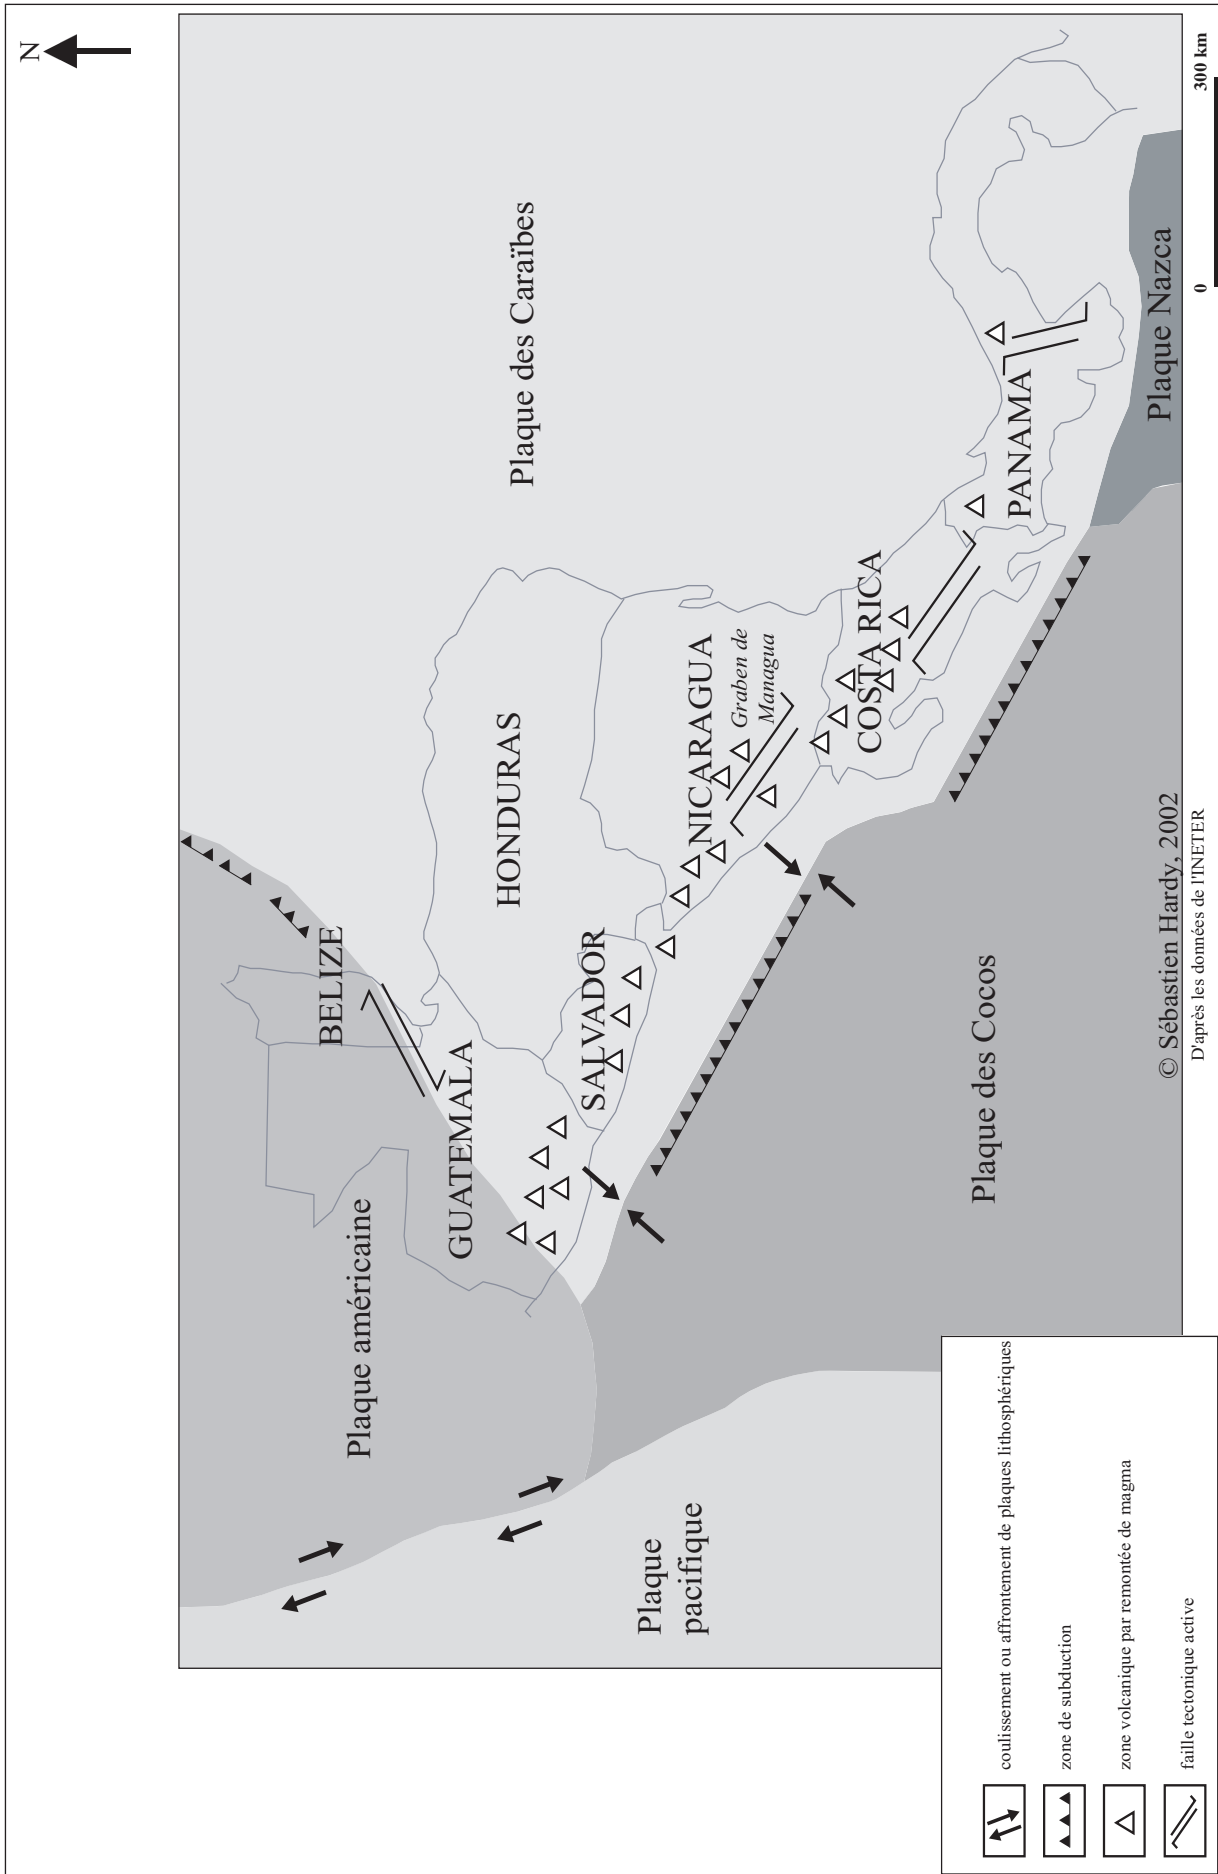 N
Plaque américaine
BELIZE
GUATEMALA
HONDURAS
Plaque des Caraïbes
SALVADOR
NICARAGUA
Graben de
Managua
COSTA RICA
PANAMA
Plaque
pacifique
Plaque des Cocos
Plaque Nazca
coulissement ou affrontement de plaques lithosphériques
zone de subduction
zone volcanique par remontée de magma
faille tectonique active
© Sébastien Hardy, 2002
D'après les données de l'INETER
0 300 km